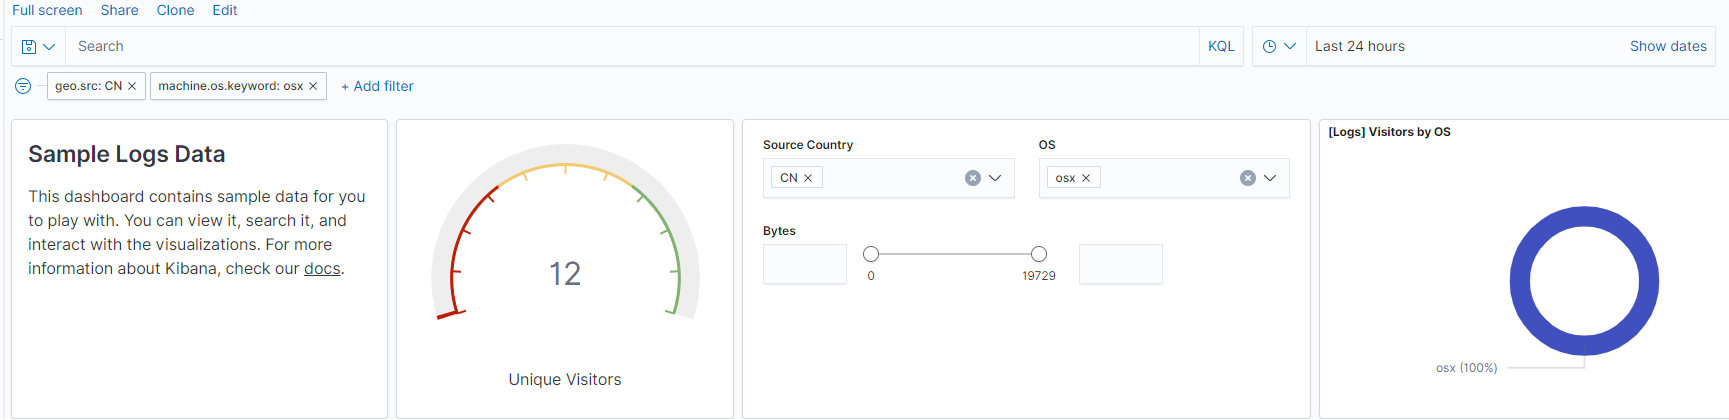 Full screen Share Clone Edit
Search KQL Last 24 hours Show dates
geo.src: CN machine.os.keyword: osx + Add filter
Sample Logs Data
This dashboard contains sample data for you
to play with. You can view it, search it, and
interact with the visualizations. For more
information about Kibana, check our docs.
12
Unique Visitors
Source Country
CN
OS
osx
Bytes
0 19729
[Logs] Visitors by OS
osx (100%)